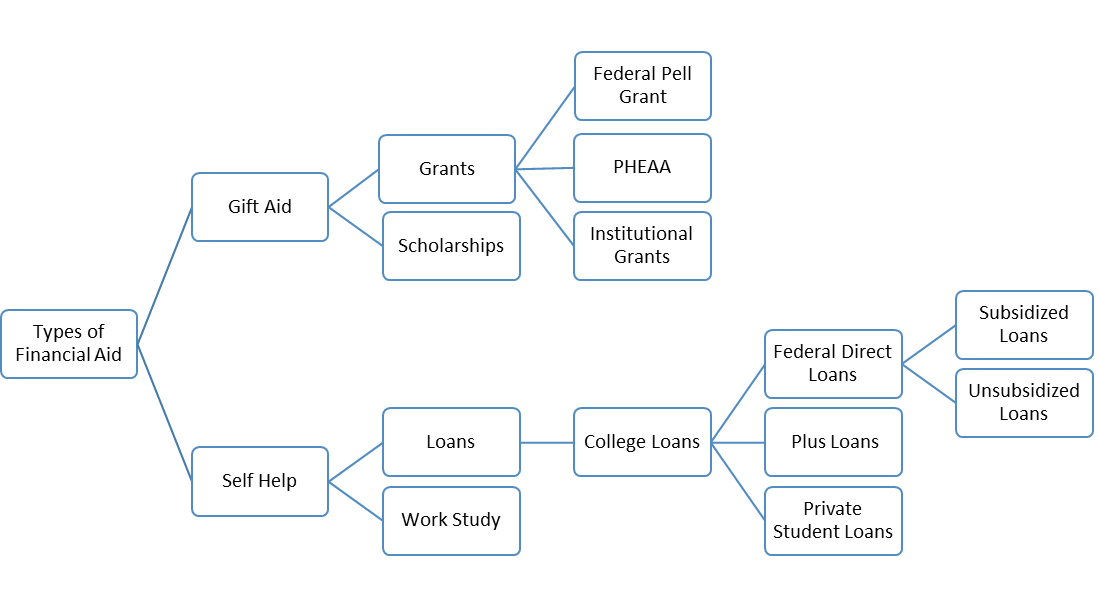 Types of
Financial Aid
Gift Aid
Grants
Federal Pell
Grant
PHEAA
Institutional
Grants
Scholarships
Self Help
Loans
College Loans
Federal Direct
Loans
Subsidized
Loans
Unsubsidized
Loans
Plus Loans
Private
Student Loans
Work Study